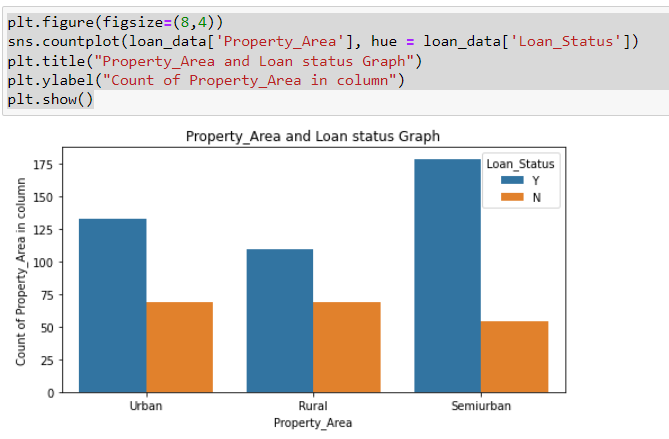 plt.figure(figsize=(8,4))
sns.countplot(loan_data['Property_Area'], hue = loan_data['Loan_Status'])
plt.title("Property_Area and Loan status Graph")
plt.ylabel("Count of Property_Area in column")
plt.show()
Property_Area and Loan status Graph
Loan_Status
Y
N
175
150
125
100
75
50
25
0
Count of Property_Area in column
Urban
Rural
Semiurban
Property_Area